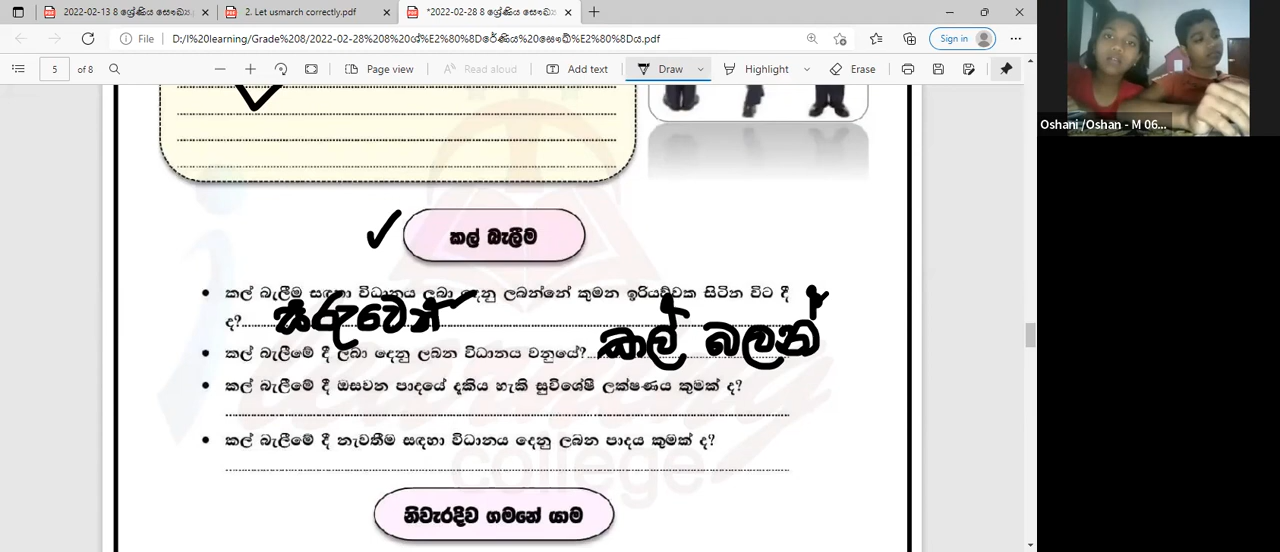 2022-02-13 8 ශ්‍රේණිය සෞඛ්‍ය
2. Let usmarch correctly.pdf
*2022-02-28 8 ශ්‍රේණිය සෞඛ්‍ය
File
D:/I%20learning/Grade%208/2022-02-28%208%20ශ්%E2%80%8Dරේණිය%20සෞඛ්%E2%80%8Dය.pdf
Sign in
5 of 8
Page view
Read aloud
Add text
Draw
Highlight
Erase
Oshani /Oshan - M 06...
කල් බැලීම
• කල් බැලීම සඳහා විධානය ලබා දෙනු ලබන්නේ කුමන ඉරියව්වක සිටින විට දී
ද? සීරුවෙන්
• කල් බැලීමේ දී ලබා දෙනු ලබන විධානය වනුයේ? කාල් බලන්
• කල් බැලීමේ දී ඔසවන පාදයේ දැකිය හැකි සුවිශේෂී ලක්ෂණය කුමක් ද?
• කල් බැලීමේ දී නැවතීම සඳහා විධානය දෙනු ලබන පාදය කුමක් ද?
college
නිවැරදිව ගමනේ යාම